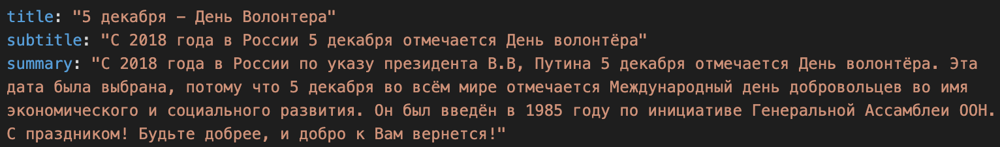 title: "5 декабря – День Волонтера"
subtitle: "С 2018 года в России 5 декабря отмечается День волонтёра"
summary: "С 2018 года в России по указу президента В.В, Путина 5 декабря отмечается День волонтёра. Эта
дата была выбрана, потому что 5 декабря во всём мире отмечается Международный день добровольцев во имя
экономического и социального развития. Он был введён в 1985 году по инициативе Генеральной Ассамблеи ООН.
С праздником! Будьте добрее, и добро к Вам вернется!"